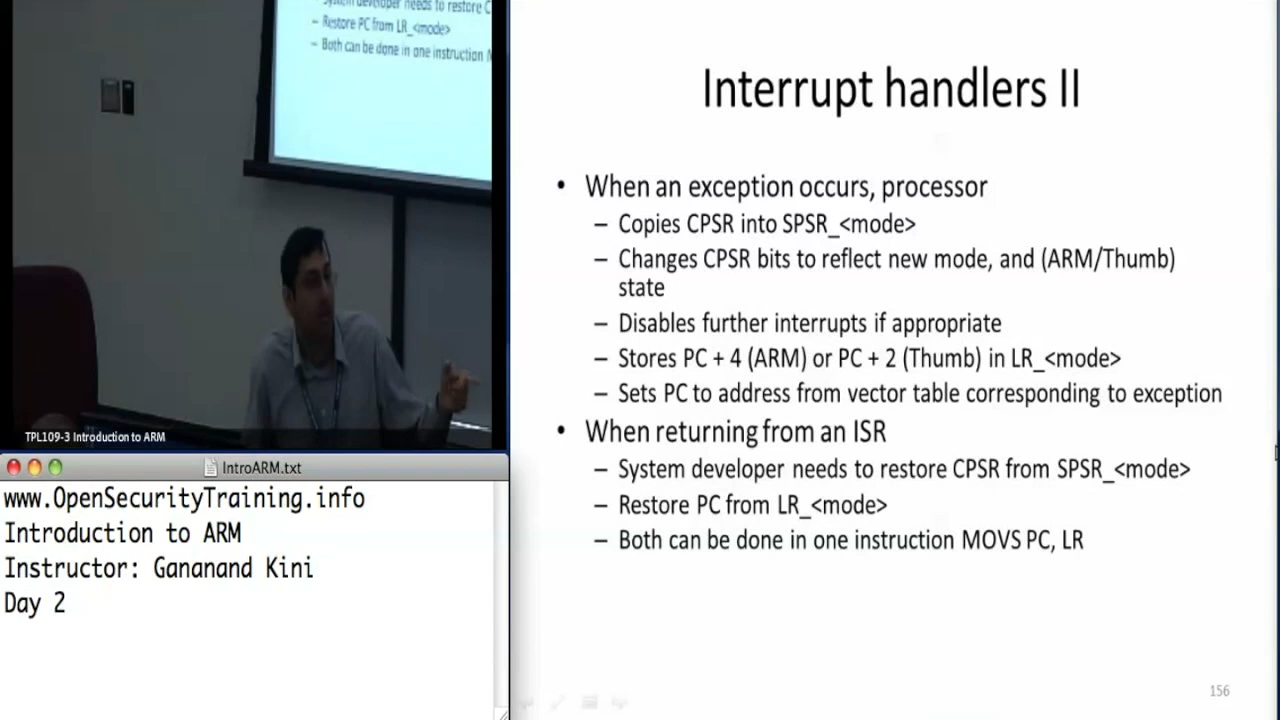 System developer needs to restore C
– Restore PC from LR_<mode>
– Both can be done in one instruction M
TPL109-3 Introduction to ARM
IntroARM.txt
www.OpenSecurityTraining.info
Introduction to ARM
Instructor: Gananand Kini
Day 2
Interrupt handlers II
• When an exception occurs, processor
– Copies CPSR into SPSR_<mode>
– Changes CPSR bits to reflect new mode, and (ARM/Thumb)
state
– Disables further interrupts if appropriate
– Stores PC + 4 (ARM) or PC + 2 (Thumb) in LR_<mode>
– Sets PC to address from vector table corresponding to exception
• When returning from an ISR
– System developer needs to restore CPSR from SPSR_<mode>
– Restore PC from LR_<mode>
– Both can be done in one instruction MOVS PC, LR
156